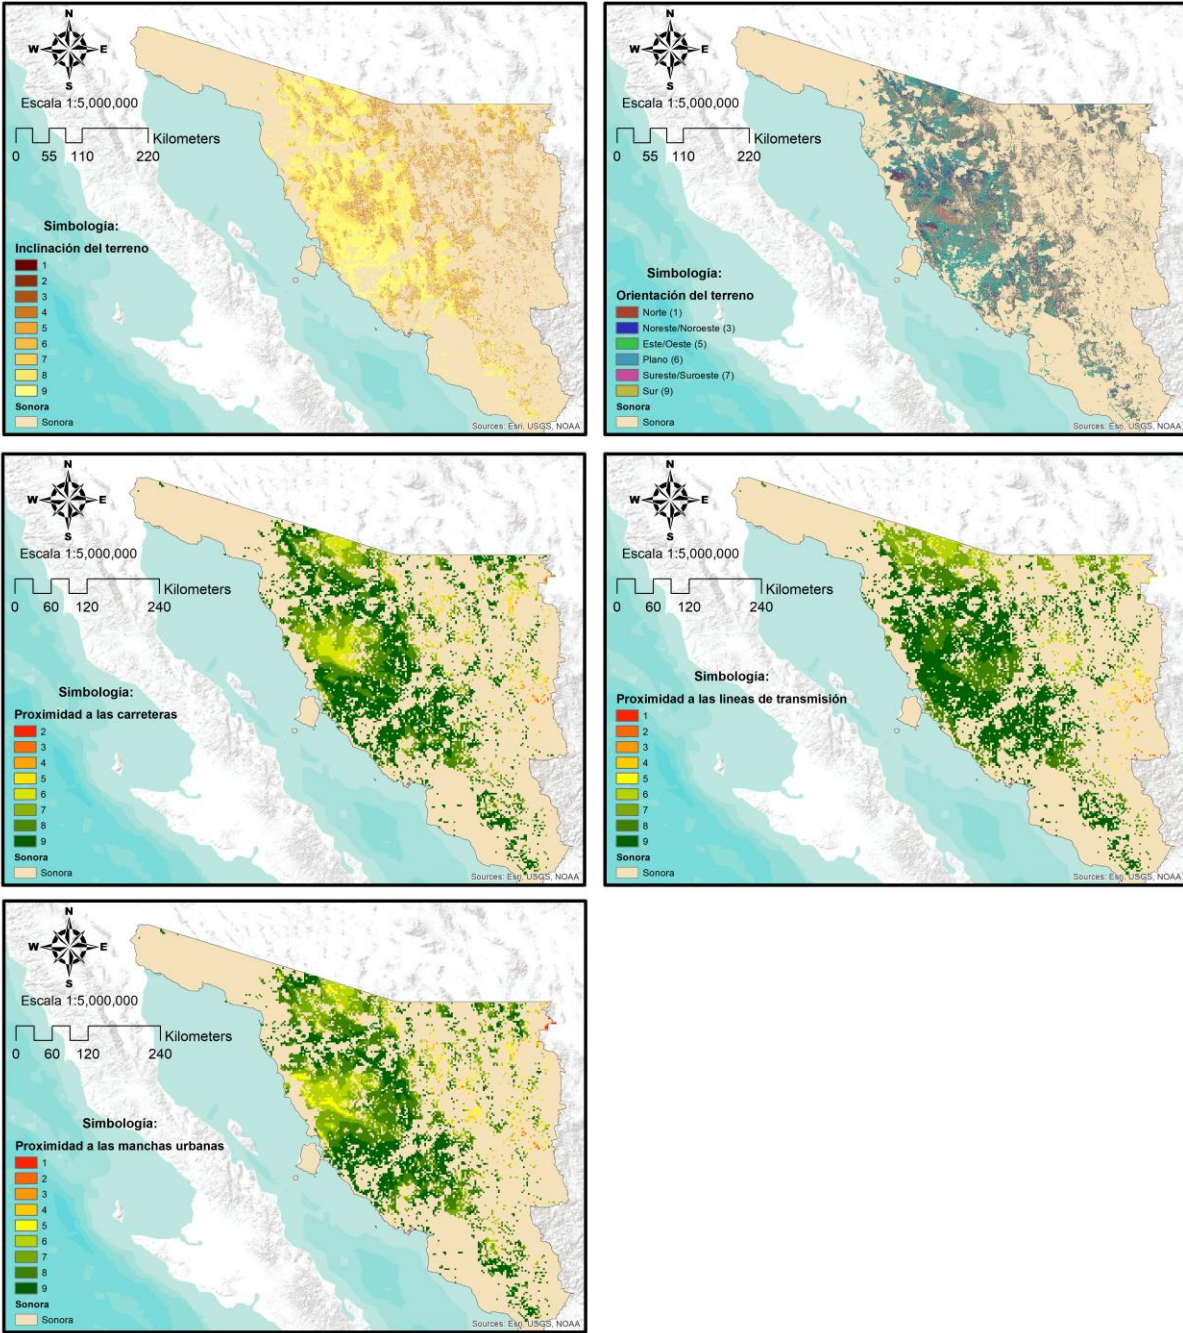 N
W E
S
Escala 1:5,000,000
Kilometers
0 55 110 220
Simbología:
Inclinación del terreno
1
2
3
4
5
6
7
8
9
Sonora
Sonora
Sources: Esri, USGS, NOAA
N
W E
S
Escala 1:5,000,000
Kilometers
0 55 110 220
Simbología:
Orientación del terreno
Norte (1)
Noreste/Noroeste (3)
Este/Oeste (5)
Plano (6)
Sureste/Suroeste (7)
Sur (9)
Sonora
Sonora
Sources: Esri, USGS, NOAA
N
W E
S
Escala 1:5,000,000
Kilometers
0 60 120 240
Simbología:
Proximidad a las carreteras
2
3
4
5
6
7
8
9
Sonora
Sonora
Sources: Esri, USGS, NOAA
N
W E
S
Escala 1:5,000,000
Kilometers
0 60 120 240
Simbología:
Proximidad a las lineas de transmisión
1
2
3
4
5
6
7
8
9
Sonora
Sonora
Sources: Esri, USGS, NOAA
N
W E
S
Escala 1:5,000,000
Kilometers
0 60 120 240
Simbología:
Proximidad a las manchas urbanas
1
2
3
4
5
6
7
8
9
Sonora
Sonora
Sources: Esri, USGS, NOAA